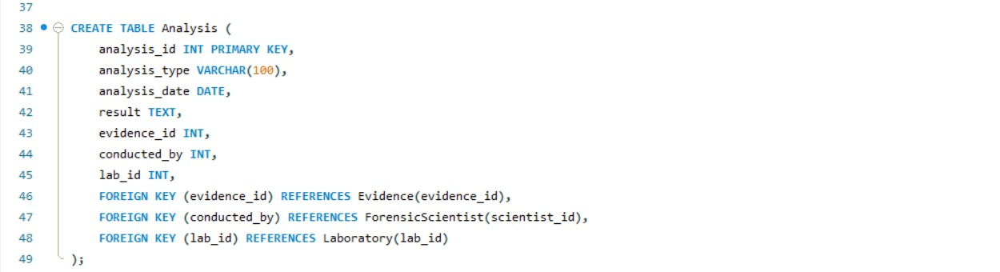 37
38 CREATE TABLE Analysis (
39 analysis_id INT PRIMARY KEY,
40 analysis_type VARCHAR(100),
41 analysis_date DATE,
42 result TEXT,
43 evidence_id INT,
44 conducted_by INT,
45 lab_id INT,
46 FOREIGN KEY (evidence_id) REFERENCES Evidence(evidence_id),
47 FOREIGN KEY (conducted_by) REFERENCES ForensicScientist(scientist_id),
48 FOREIGN KEY (lab_id) REFERENCES Laboratory(lab_id)
49 );